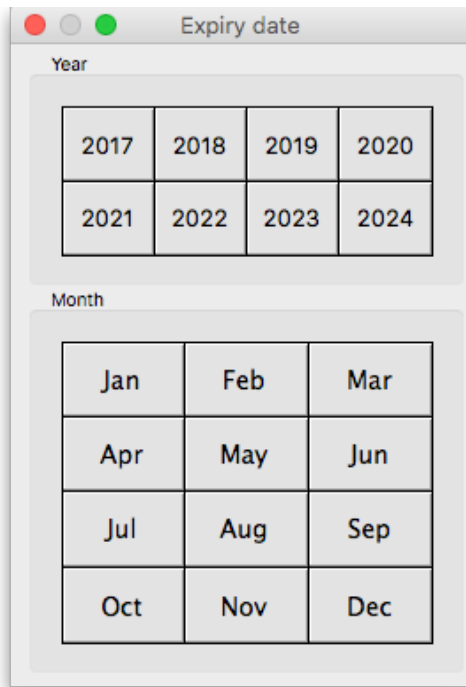 Expiry date
Year
2017 2018 2019 2020
2021 2022 2023 2024
Month
Jan Feb Mar
Apr May Jun
Jul Aug Sep
Oct Nov Dec